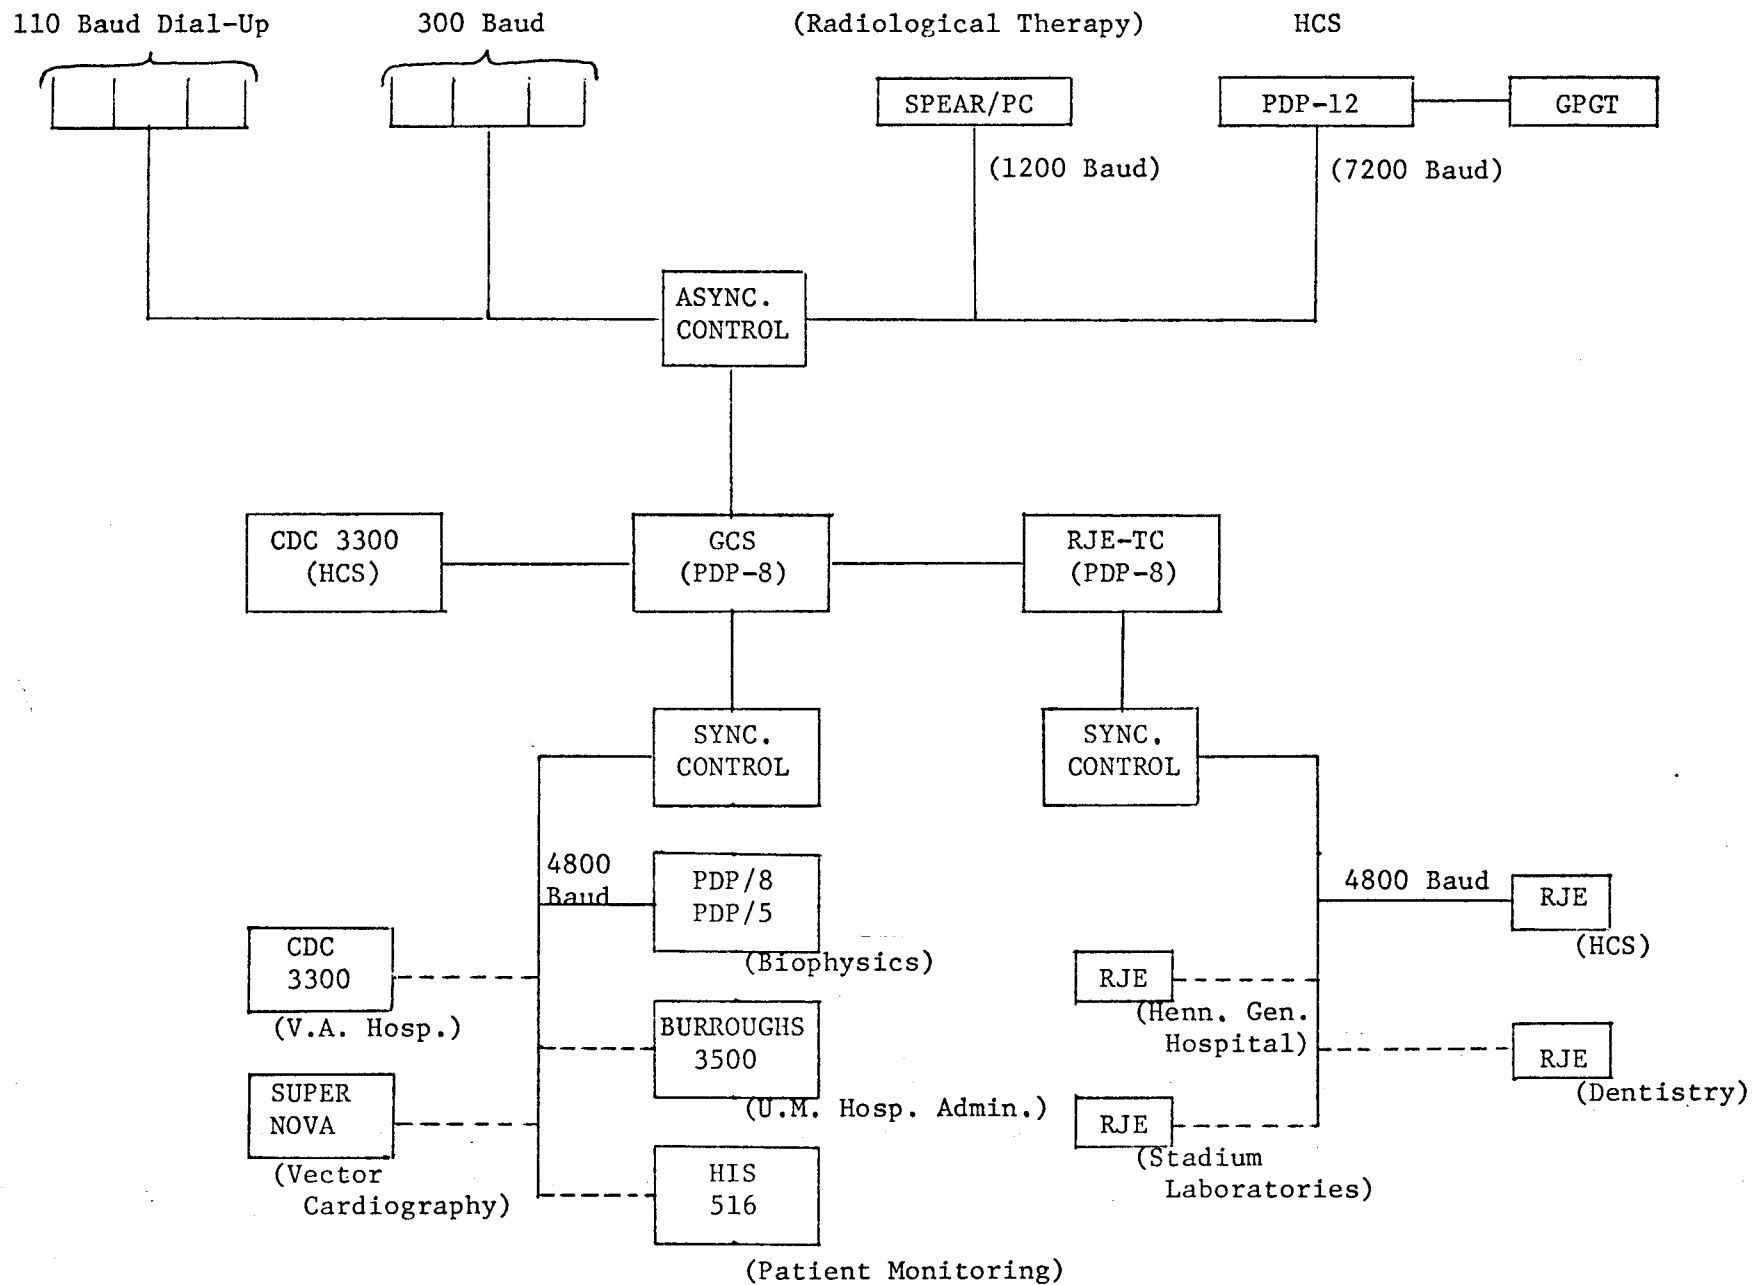 110 Baud Dial-Up
300 Baud
(Radiological Therapy)
HCS
SPEAR/PC
PDP-12
GPGT
(1200 Baud)
(7200 Baud)
ASYNC.
CONTROL
CDC 3300
(HCS)
GCS
(PDP-8)
RJE-TC
(PDP-8)
SYNC.
CONTROL
SYNC.
CONTROL
4800
Baud
PDP/8
PDP/5
(Biophysics)
4800 Baud
RJE
(HCS)
CDC
3300
(V.A. Hosp.)
RJE
(Henn. Gen.
Hospital)
BURROUGHS
3500
(U.M. Hosp. Admin.)
RJE
(Dentistry)
SUPER
NOVA
(Vector
Cardiography)
RJE
(Stadium
Laboratories)
HIS
516
(Patient Monitoring)